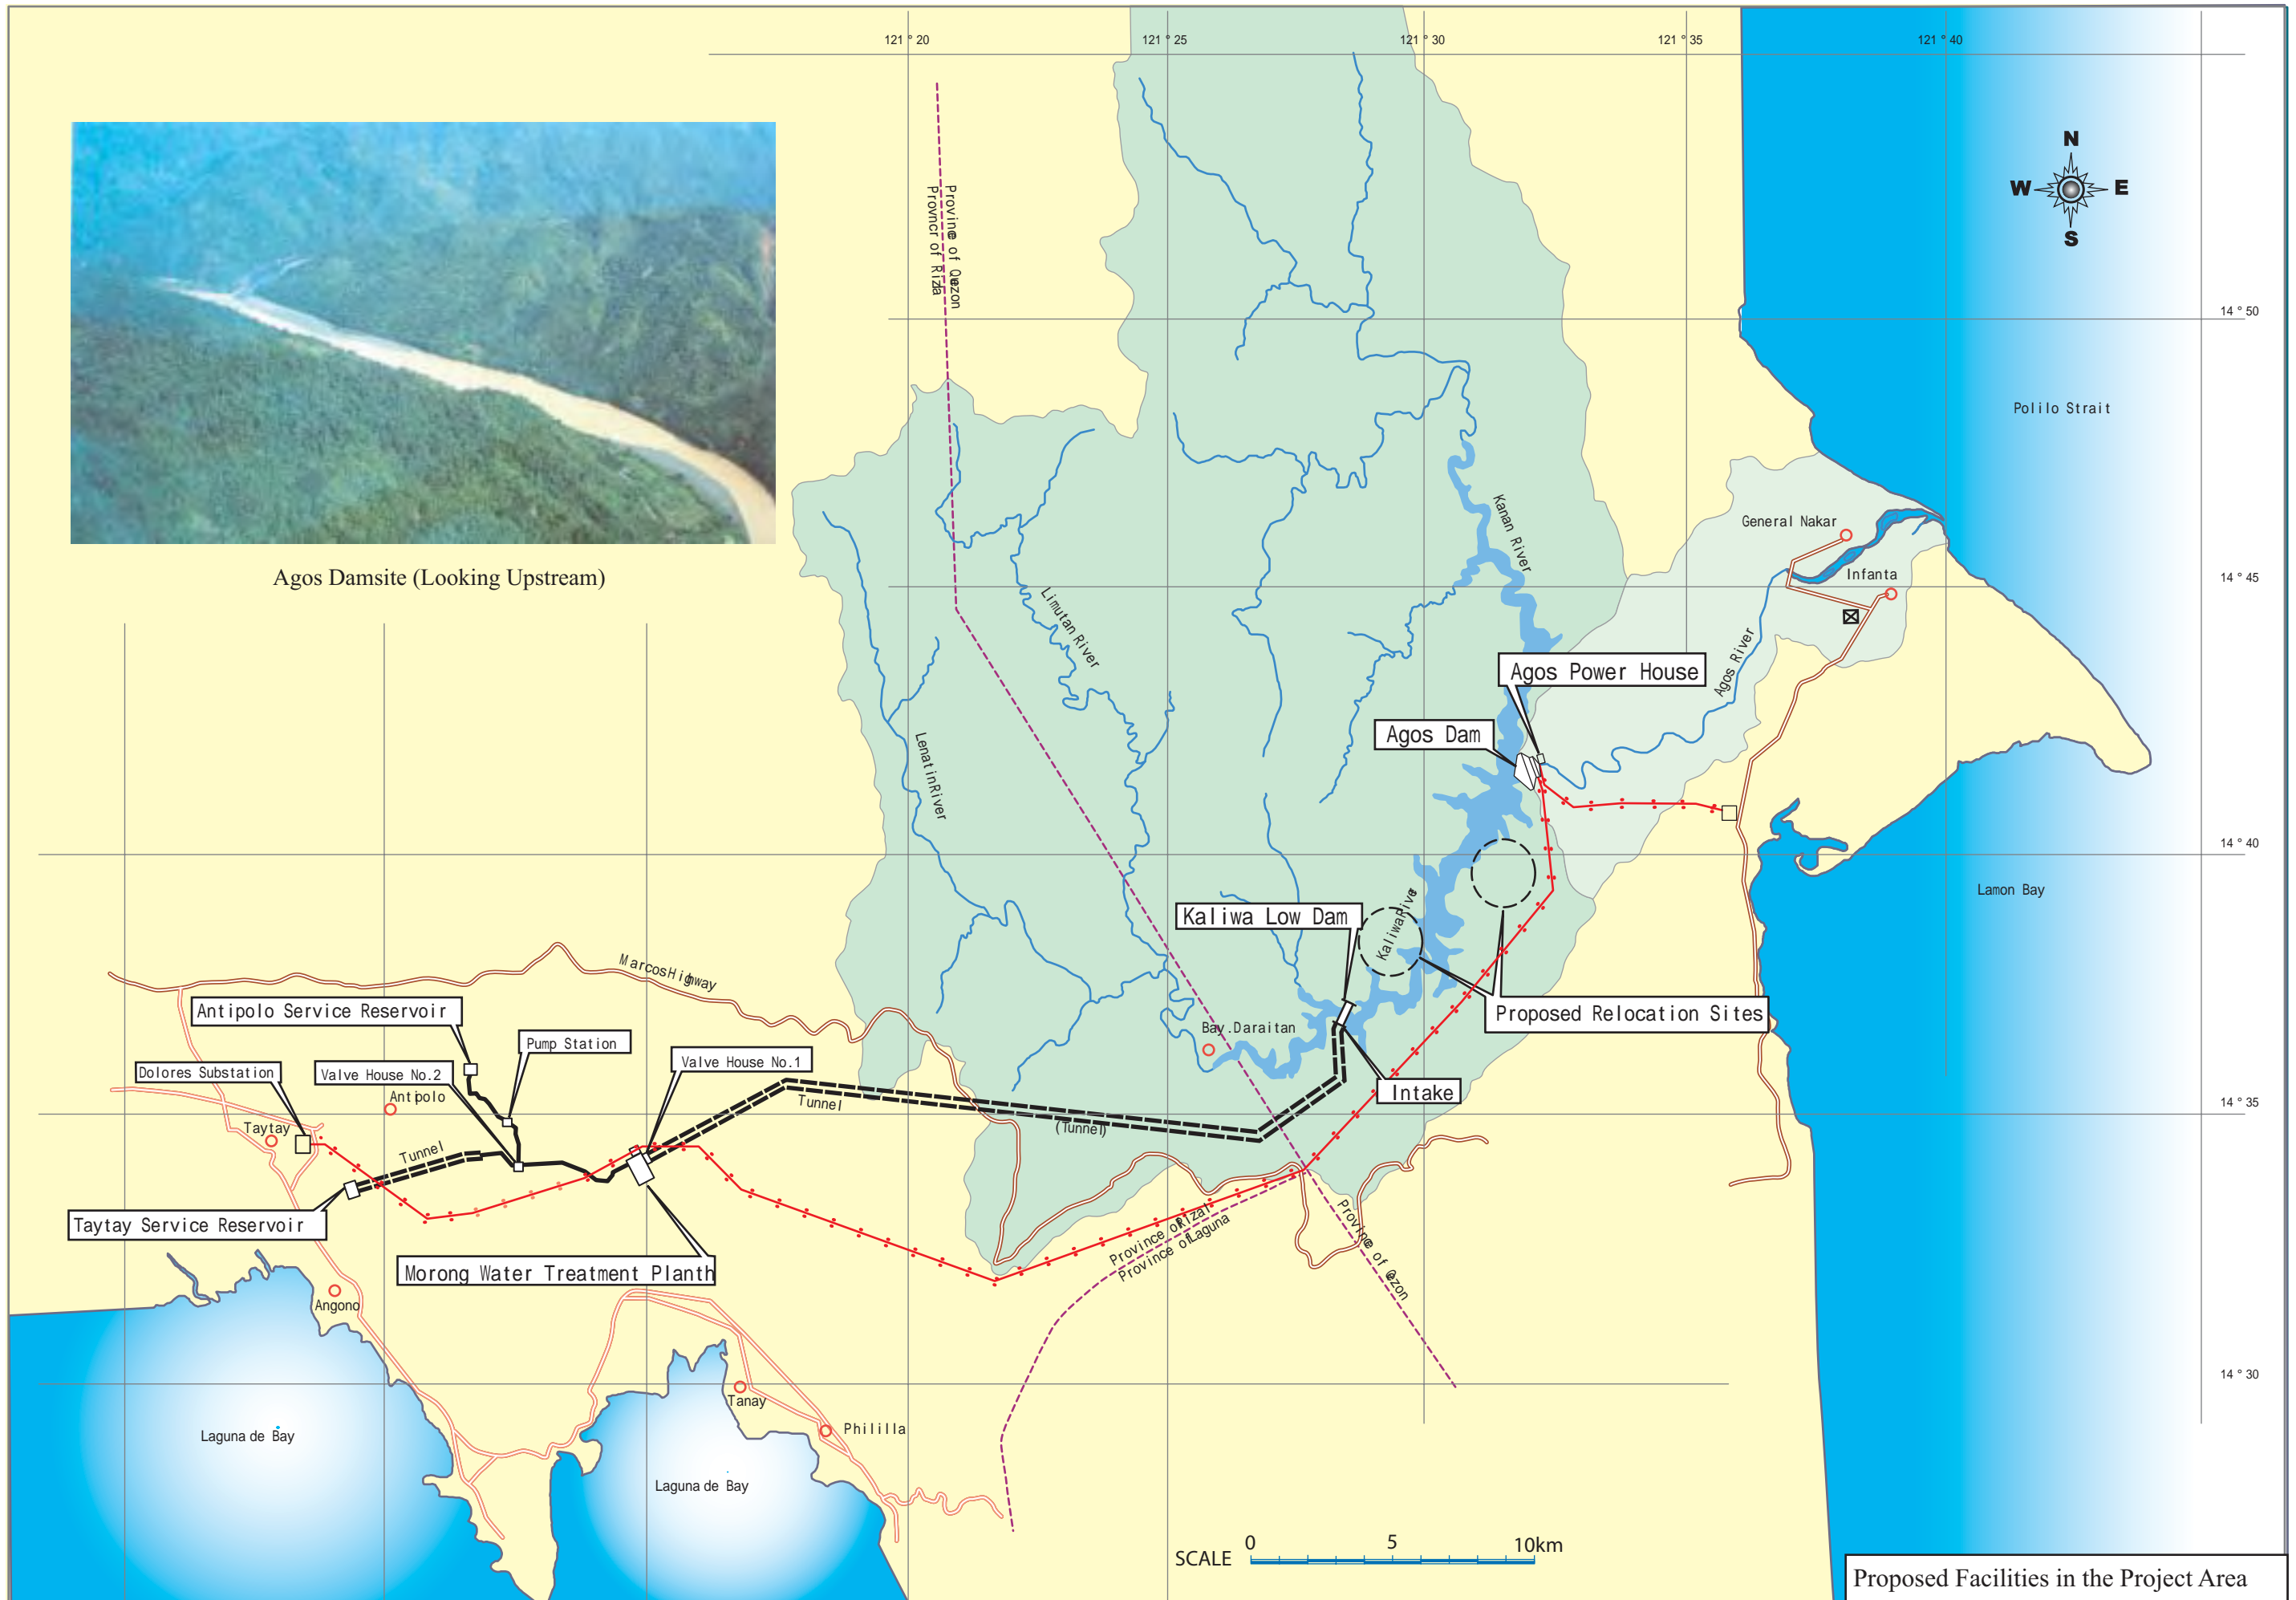 121 ° 20
121 ° 25
121 ° 30
121 ° 35
121 ° 40
N
W
E
S
Province of Quezon
Provncr of Rizla
14 ° 50
Polilo Strait
Kanan River
General Nakar
Agos Damsite (Looking Upstream)
Infanta
14 ° 45
Limutan River
Agos River
Agos Power House
Agos Dam
Lenatin River
14 ° 40
Lamon Bay
Kaliwa Low Dam
Kaliwa River
Marcos Highway
Antipolo Service Reservoir
Proposed Relocation Sites
Bay. Daraitan
Pump Station
Valve House No.1
Dolores Substation
Valve House No.2
Antipolo
Intake
Tunnel
14 ° 35
Taytay
(Tunnel)
Tunnel
Taytay Service Reservoir
Province of Rizal
Province of Laguna
Province of Qezon
Morong Water Treatment Planth
Angono
14 ° 30
Tanay
Phililla
Laguna de Bay
Laguna de Bay
SCALE
0
5
10km
Proposed Facilities in the Project Area